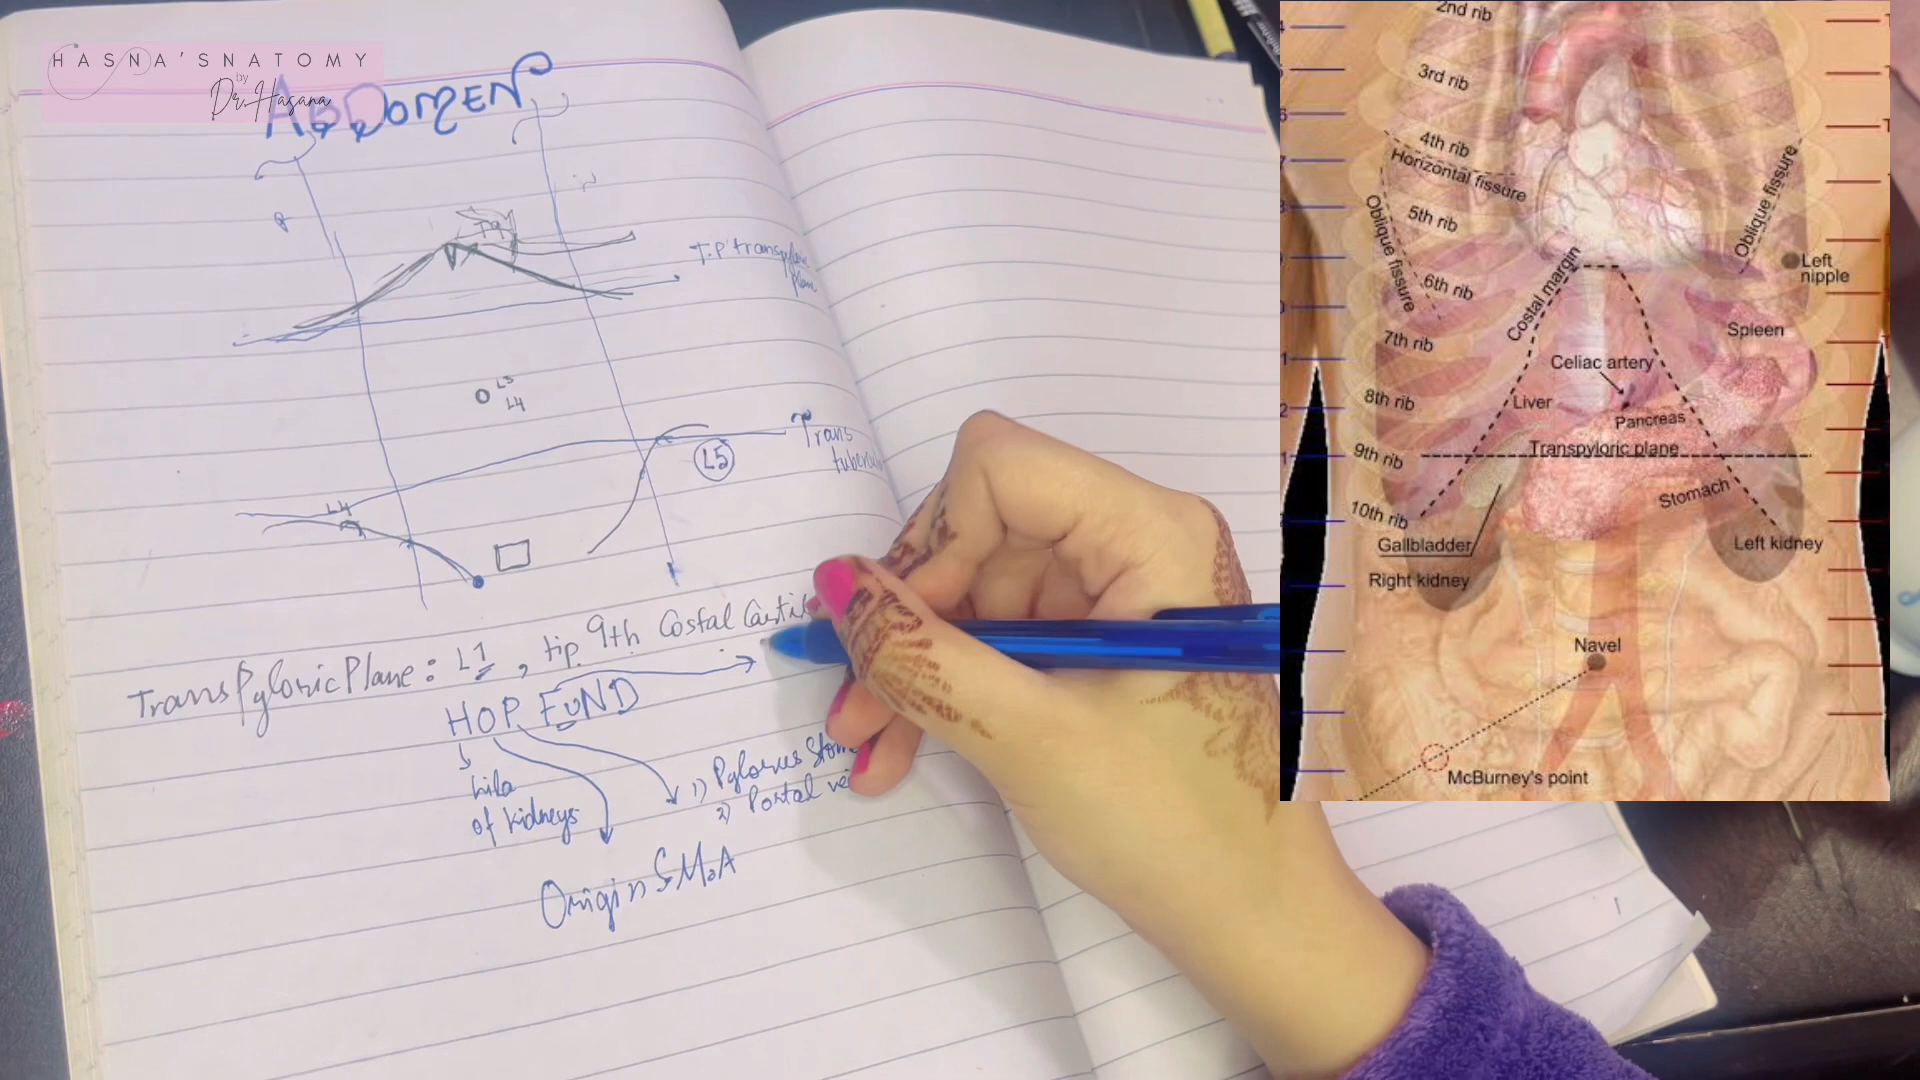 HASNA'SNATOMY
by
Dr.Hasana
ABDOMEN
T9
T.P transpyloric
plane
L3
L4
Trans
L5
tubercular
L4
TransPyloricPlane: L1, tip 9th Costal Cartil
HOP FUND
hila
of kidneys
1) Pylorus Stom
2) Portal vei
Origin S.M.A
2nd rib
3rd rib
4th rib
Horizontal fissure
5th rib
Oblique fissure
Oblique fissure
6th rib
Costal margin
Left
nipple
7th rib
Spleen
Celiac artery
8th rib
Liver
Pancreas
9th rib
Transpyloric plane
Stomach
10th rib
Gallbladder
Left kidney
Right kidney
Navel
McBurney's point